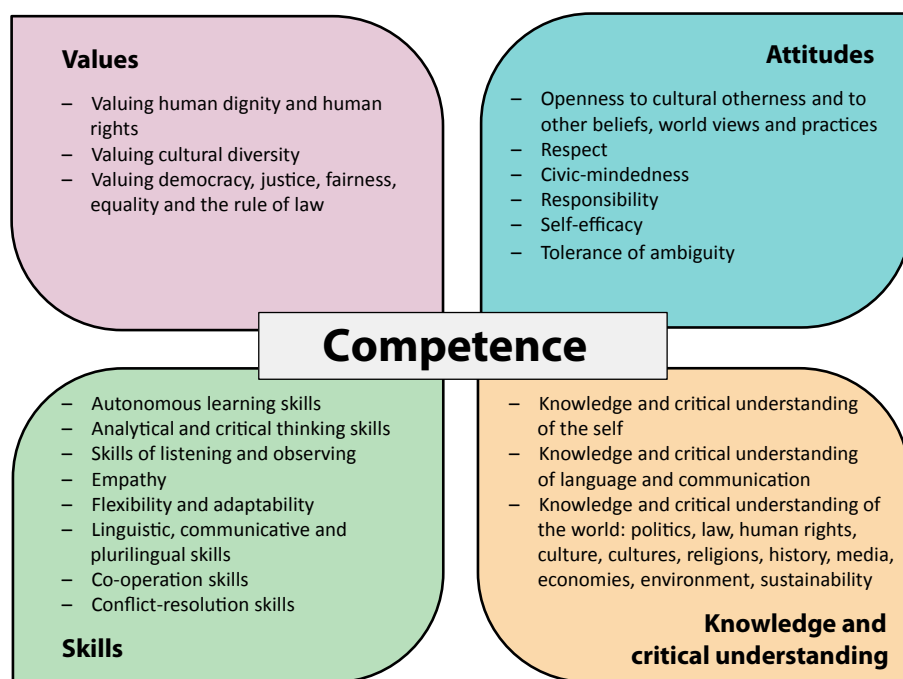 Values
– Valuing human dignity and human
rights
– Valuing cultural diversity
– Valuing democracy, justice, fairness,
equality and the rule of law
Attitudes
– Openness to cultural otherness and to
other beliefs, world views and practices
– Respect
– Civic-mindedness
– Responsibility
– Self-efficacy
– Tolerance of ambiguity
Competence
– Autonomous learning skills
– Analytical and critical thinking skills
– Skills of listening and observing
– Empathy
– Flexibility and adaptability
– Linguistic, communicative and
plurilingual skills
– Co-operation skills
– Conflict-resolution skills
Skills
– Knowledge and critical understanding
of the self
– Knowledge and critical understanding
of language and communication
– Knowledge and critical understanding of
the world: politics, law, human rights,
culture, cultures, religions, history, media,
economies, environment, sustainability
Knowledge and
critical understanding